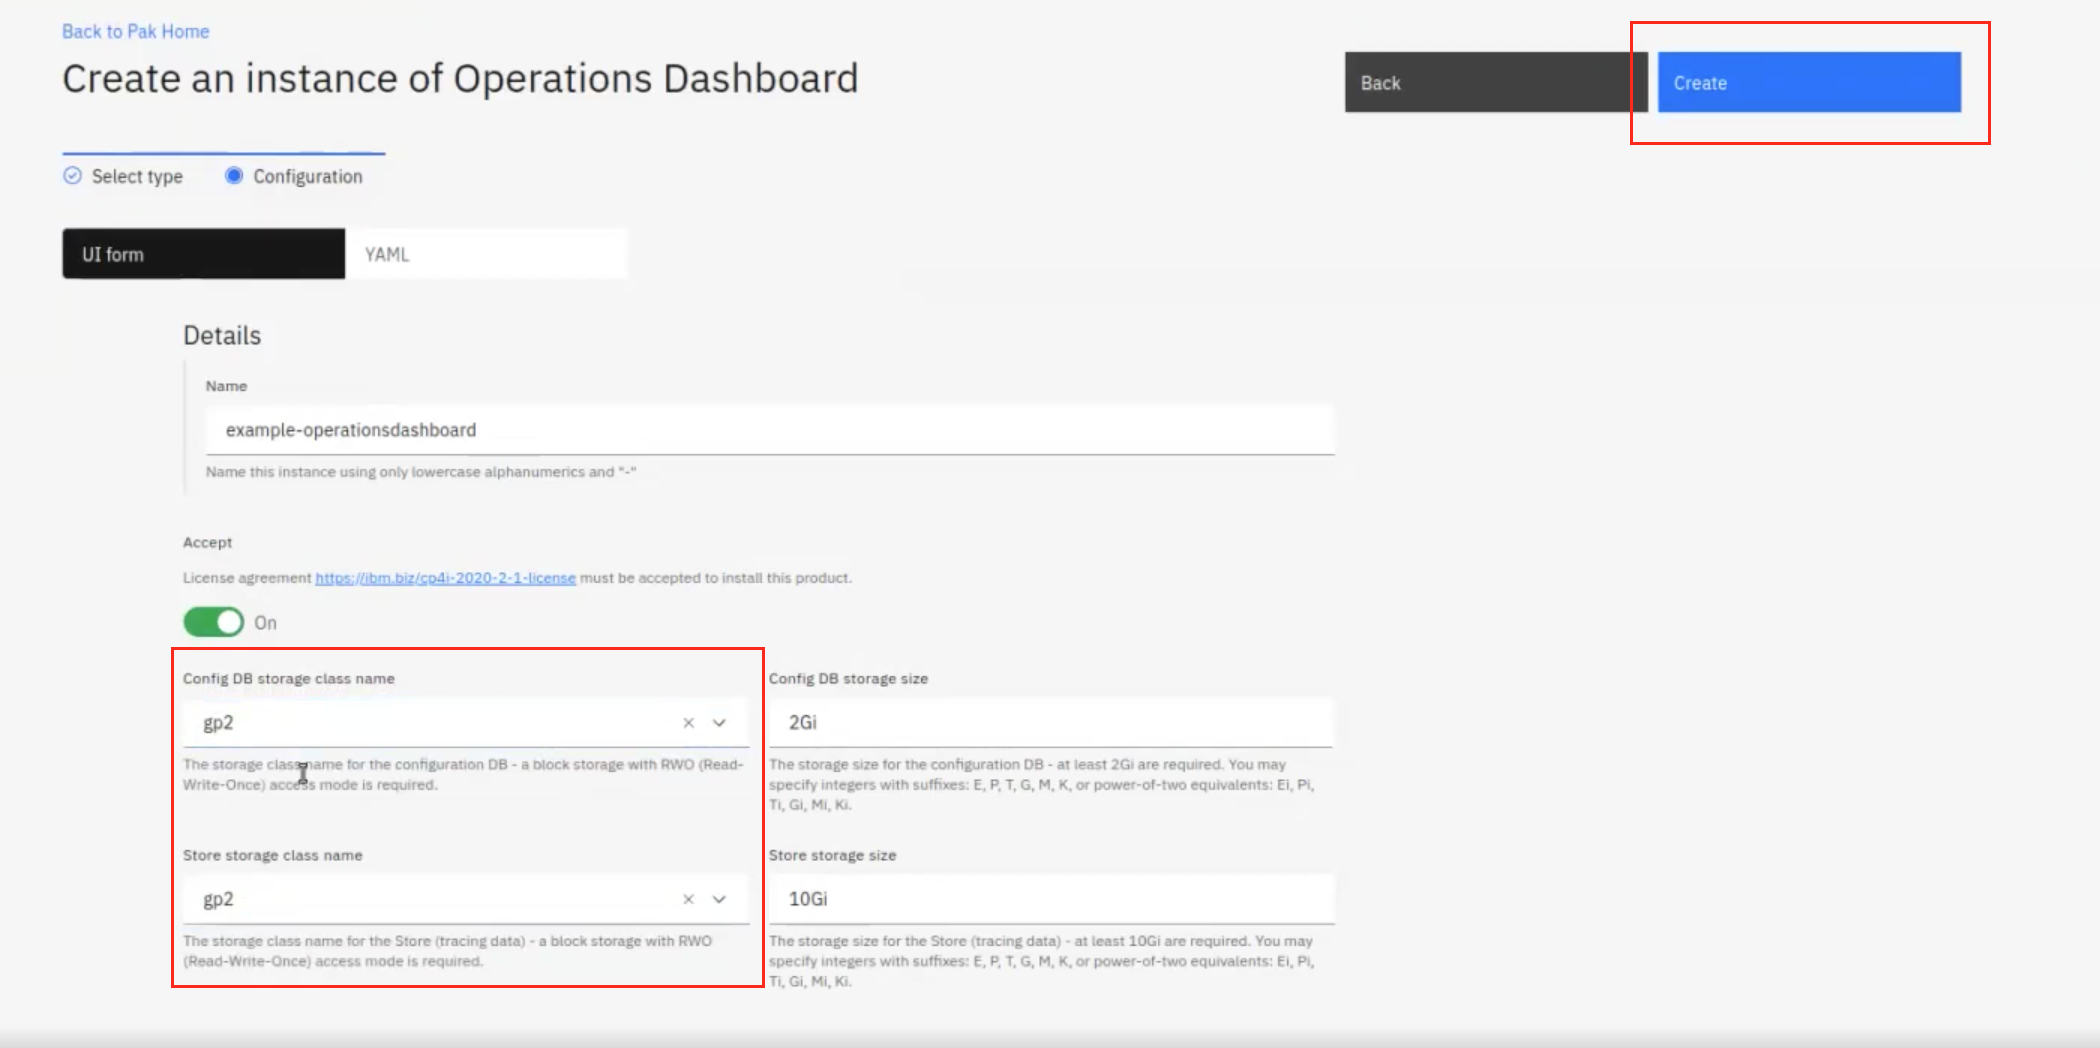 Back to Pak Home
Create an instance of Operations Dashboard
Back
Create
Select type
Configuration
UI form
YAML
Details
Name
example-operationsdashboard
Name this instance using only lowercase alphanumerics and "-"
Accept
License agreement https://ibm.biz/cp4i-2020-2-1-license must be accepted to install this product.
On
Config DB storage class name
gp2
The storage class name for the configuration DB - a block storage with RWO (Read-
Write-Once) access mode is required.
Config DB storage size
2Gi
The storage size for the configuration DB - at least 2Gi are required. You may
specify integers with suffixes: E, P, T, G, M, K, or power-of-two equivalents: Ei, Pi,
Ti, Gi, Mi, Ki.
Store storage class name
gp2
The storage class name for the Store (tracing data) - a block storage with RWO
(Read-Write-Once) access mode is required.
Store storage size
10Gi
The storage size for the Store (tracing data) - at least 10Gi are required. You may
specify integers with suffixes: E, P, T, G, M, K, or power-of-two equivalents: Ei, Pi,
Ti, Gi, Mi, Ki.